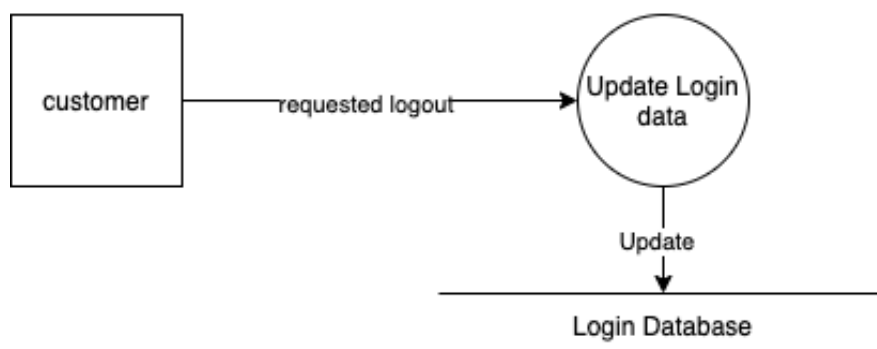 customer
requested logout
Update Login
data
Update
Login Database